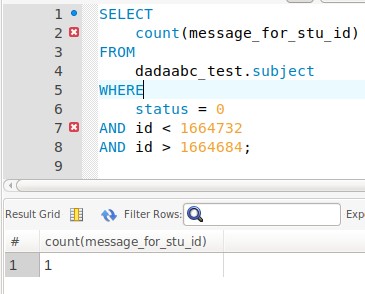 1 SELECT
2 count(message_for_stu_id)
3 FROM
4 dadaabc_test.subject
5 WHERE
6 status = 0
7 AND id < 1664732
8 AND id > 1664684;
9
Result Grid Filter Rows:
# count(message_for_stu_id)
1 1